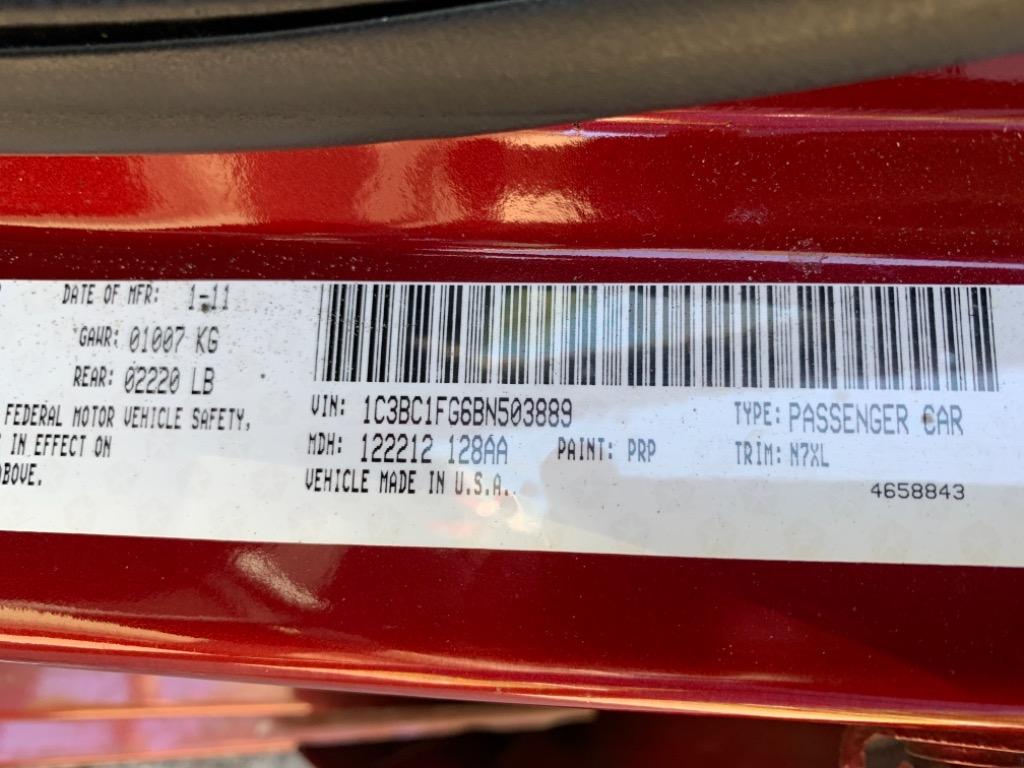 DATE OF MFR: 1-11
GAWR: 01007 KG
REAR: 02220 LB
FEDERAL MOTOR VEHICLE SAFETY,
IN EFFECT ON
ABOVE.
VIN: 1C3BC1FG6BN503889
TYPE: PASSENGER CAR
MDH: 122212 128AA PAINT: PRP
TRIM: N7XL
VEHICLE MADE IN U.S.A.
4658843